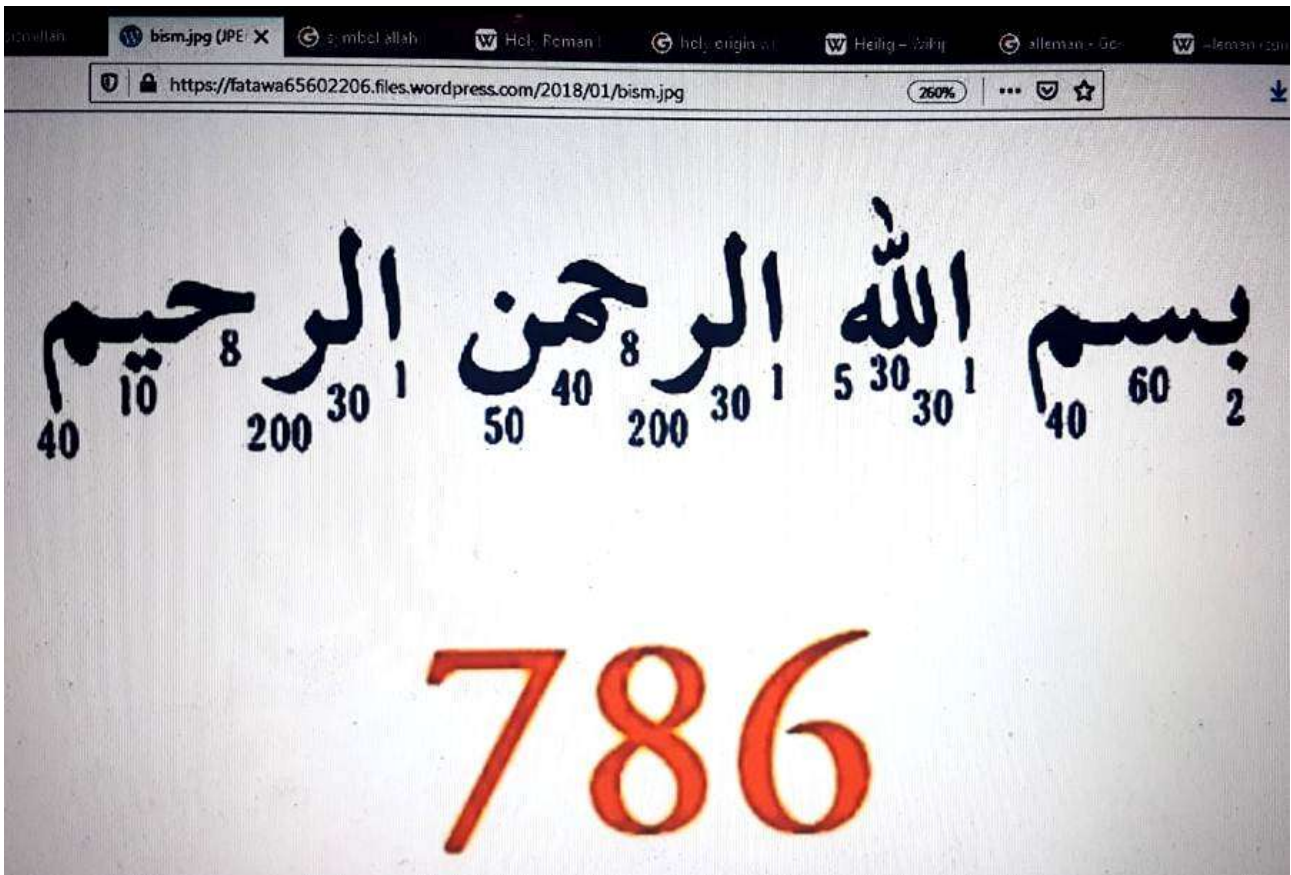 bism.jpg (JPE
https://fatawa65602206.files.wordpress.com/2018/01/bism.jpg
260%
بسم الله الرحمن الرحيم
2 60 40 1 30 30 5 1 30 200 8 40 50 1 30 200 8 10 40
786